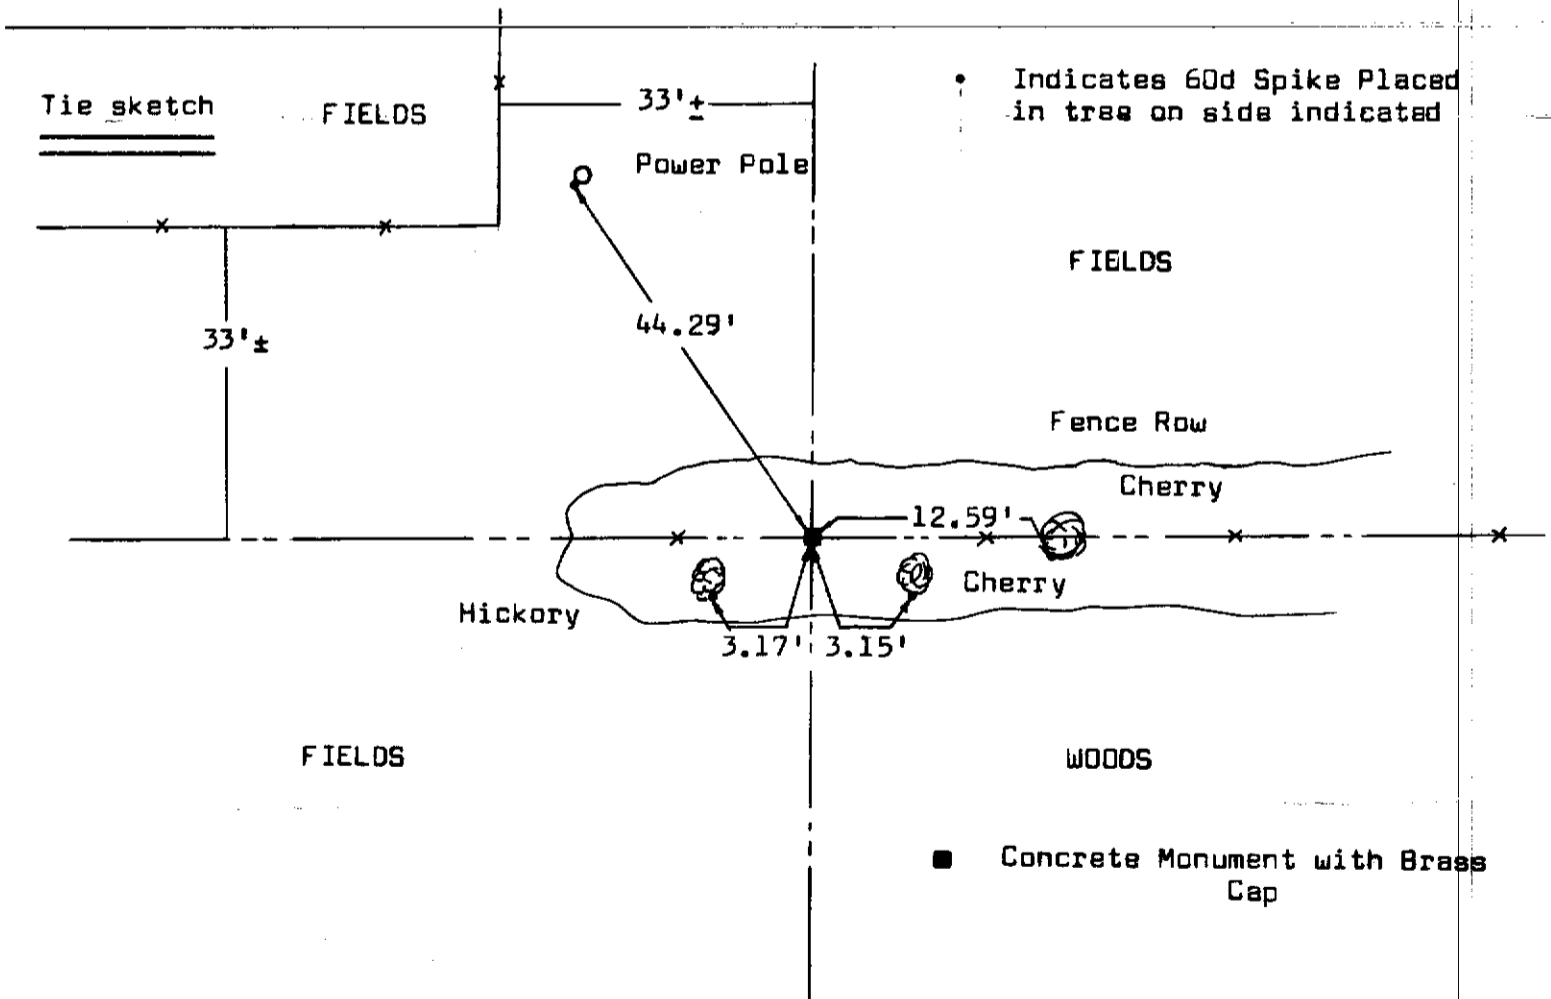 Tie sketch
FIELDS
33'±
Power Pole
• Indicates 60d Spike Placed
in tree on side indicated
FIELDS
44.29'
33'±
Fence Row
Cherry
12.59'
Cherry
Hickory
3.17' 3.15'
FIELDS
WOODS
■ Concrete Monument with Brass
Cap